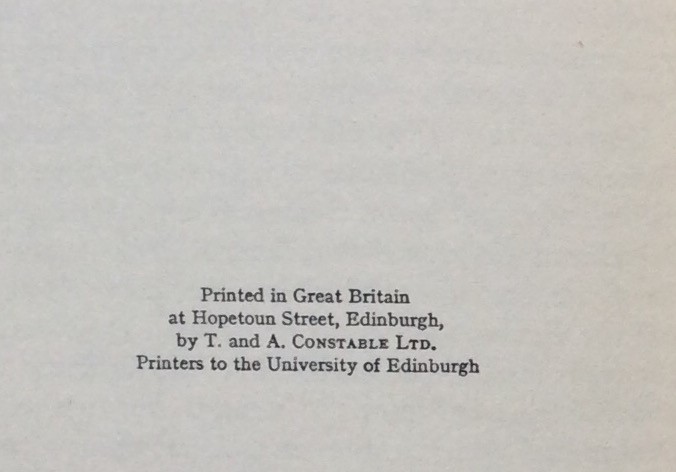 Printed in Great Britain
at Hopetoun Street, Edinburgh,
by T. and A. CONSTABLE LTD.
Printers to the University of Edinburgh